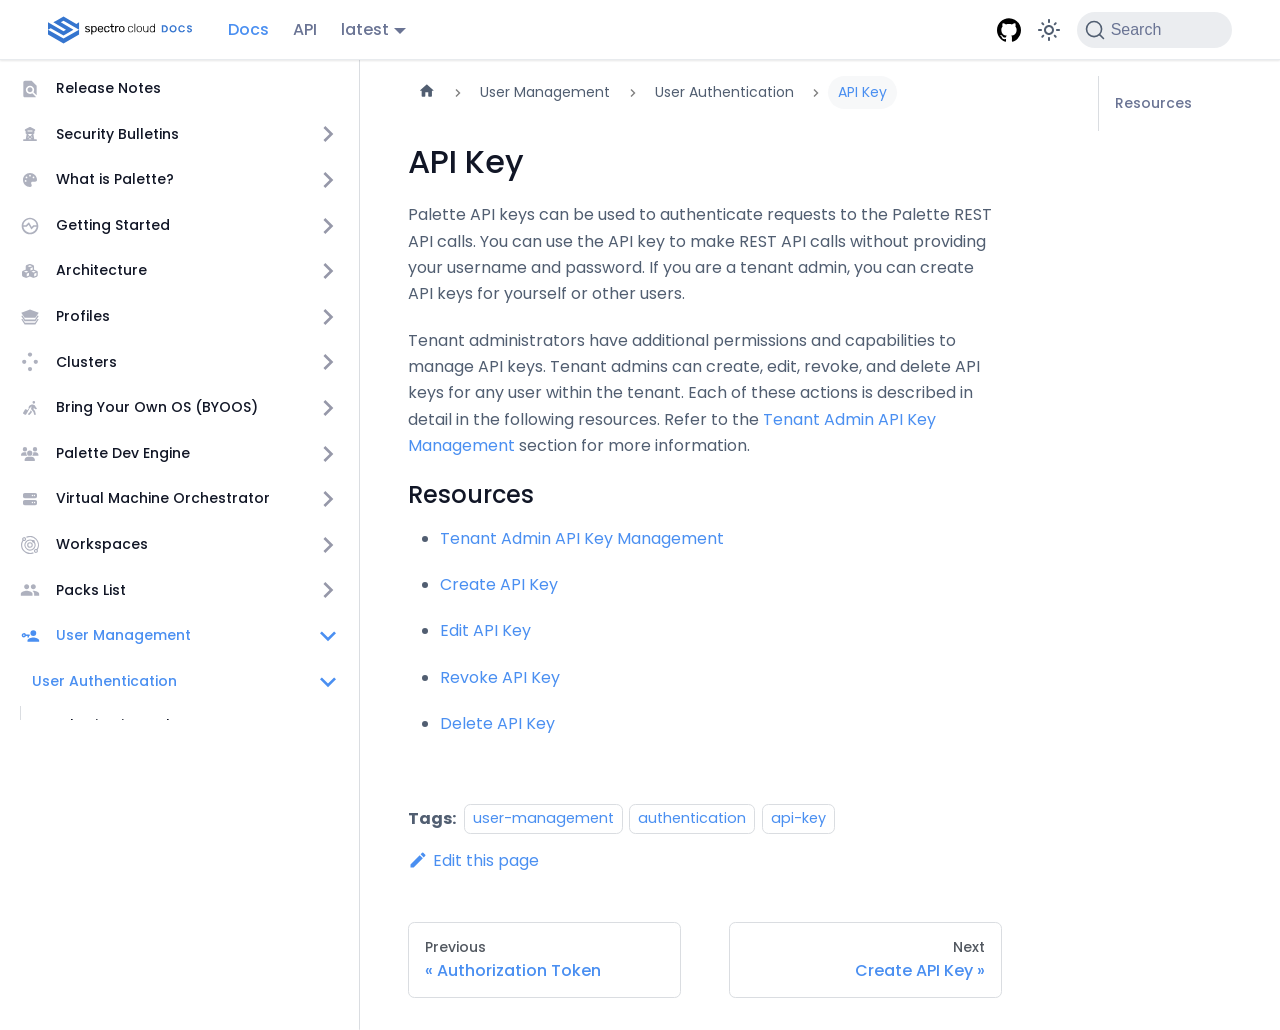 spectro cloud DOCS
Docs
API
latest
Search
Release Notes
Security Bulletins
What is Palette?
Getting Started
Architecture
Profiles
Clusters
Bring Your Own OS (BYOOS)
Palette Dev Engine
Virtual Machine Orchestrator
Workspaces
Packs List
User Management
User Authentication
User Management
User Authentication
API Key
API Key
Palette API keys can be used to authenticate requests to the Palette REST
API calls. You can use the API key to make REST API calls without providing
your username and password. If you are a tenant admin, you can create
API keys for yourself or other users.
Tenant administrators have additional permissions and capabilities to
manage API keys. Tenant admins can create, edit, revoke, and delete API
keys for any user within the tenant. Each of these actions is described in
detail in the following resources. Refer to the Tenant Admin API Key
Management section for more information.
Resources
Tenant Admin API Key Management
Create API Key
Edit API Key
Revoke API Key
Delete API Key
Tags: user-management authentication api-key
Edit this page
Previous
« Authorization Token
Next
Create API Key »
Resources